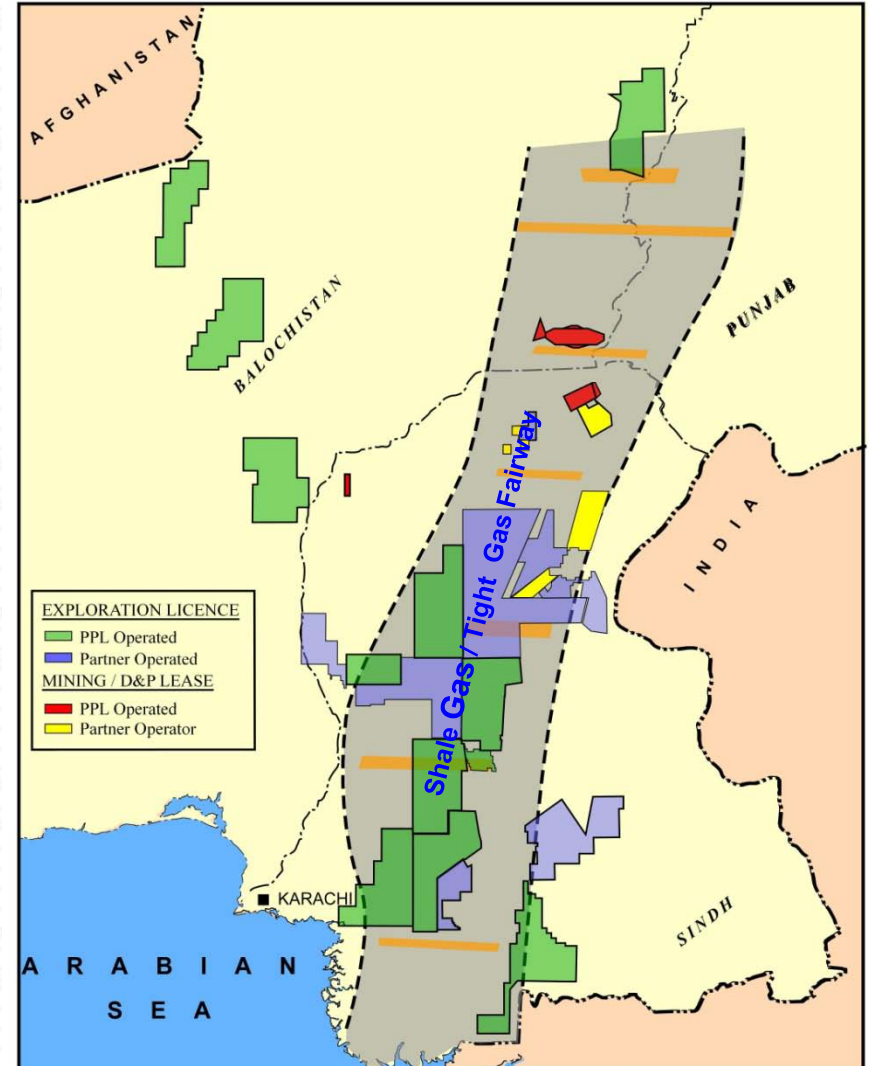 AFGHANISTAN
BALOCHISTAN
PUNJAB
INDIA
Shale Gas / Tight Gas Fairway
EXPLORATION LICENCE
PPL Operated
Partner Operated
MINING / D&P LEASE
PPL Operated
Partner Operator
KARACHI
SINDH
ARABIAN
SEA